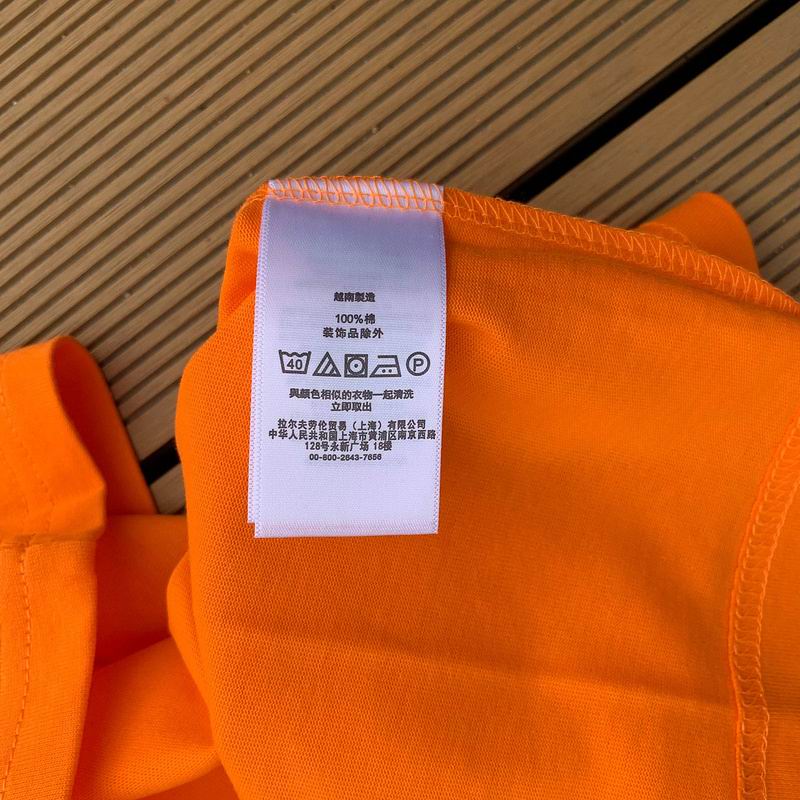 越南製造
100%棉
装饰品除外
40 P
與顏色相似的衣物一起清洗
立即取出
拉尔夫劳伦贸易（上海）有限公司
中华人民共和国上海市黄浦区南京西路
128号永新广场 18楼
00-800-2643-7656